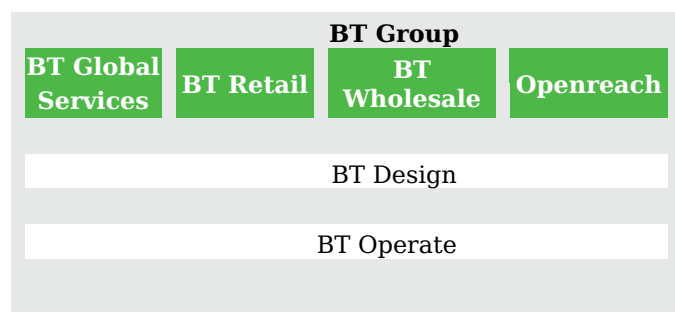 BT Group
BT Global
Services
BT Retail
BT
Wholesale
Openreach
BT Design
BT Operate